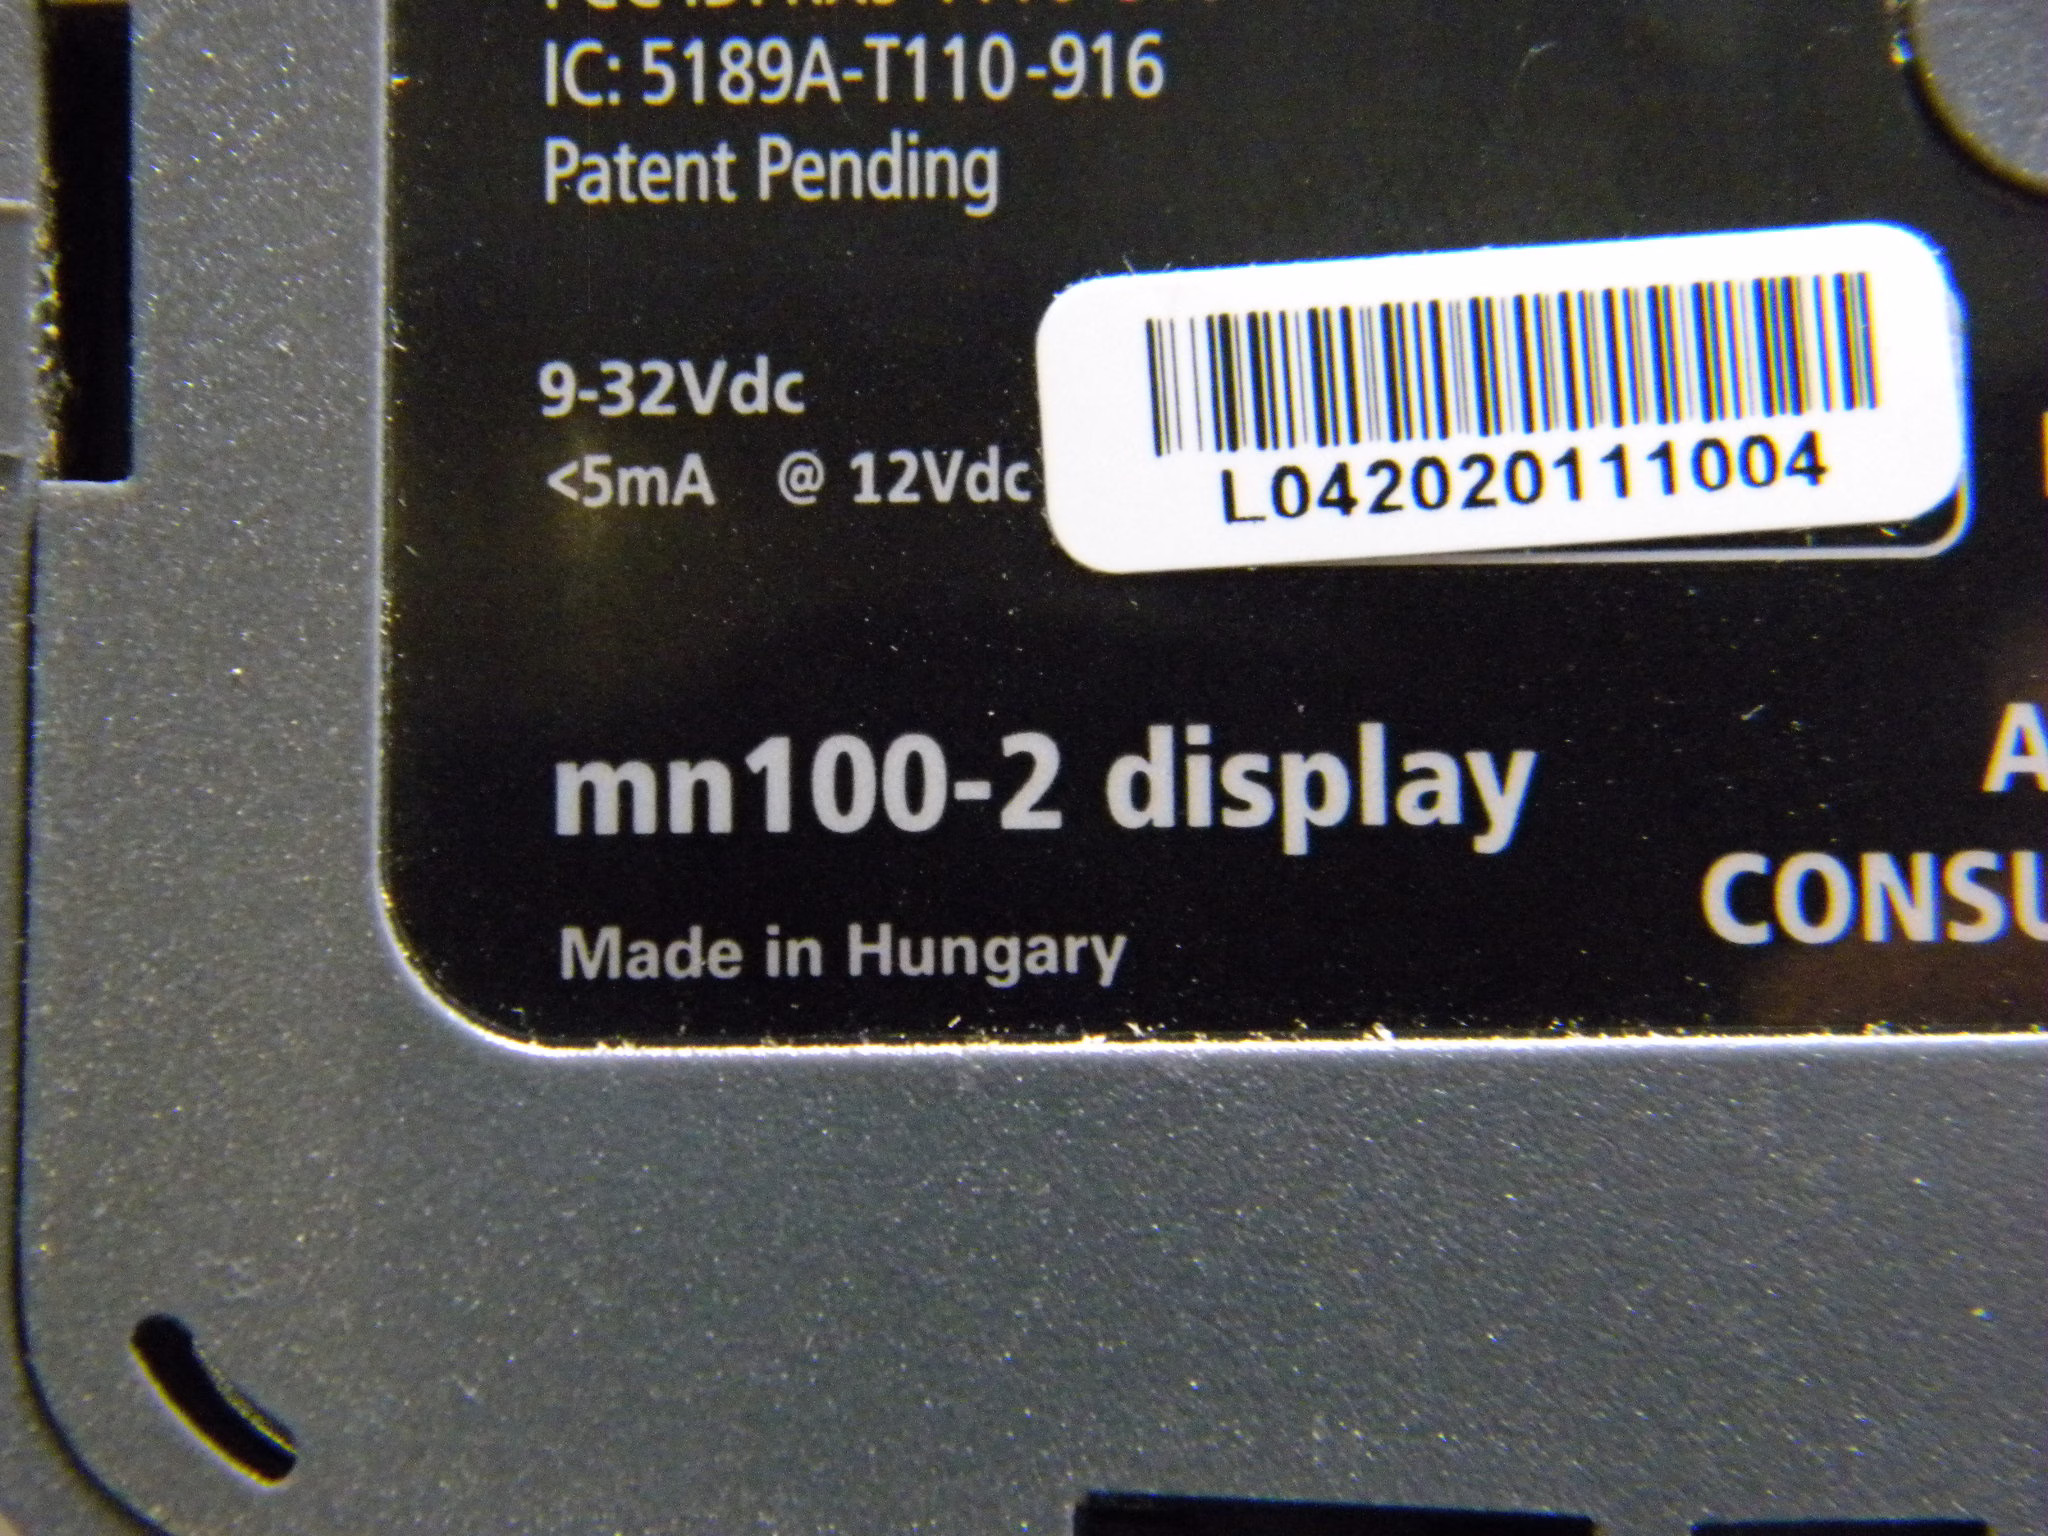 IC: 5189A-T110-916
Patent Pending
9-32Vdc
<5mA @ 12Vdc
L042020111004
mn100-2 display
Made in Hungary
A
CONSU